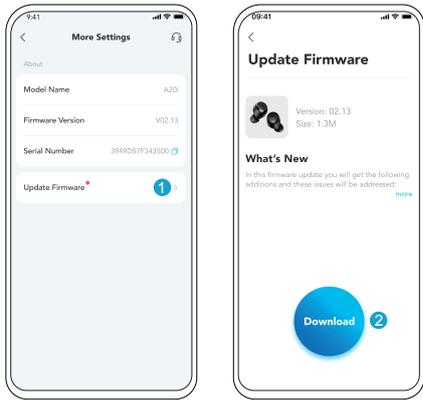 9:41
More Settings
About
Model Name A20i
Firmware Version V02.13
Serial Number 3949D57F343500
Update Firmware 1
09:41
Update Firmware
Version: 02.13
Size: 1.3M
What's New
In this firmware update you will get the following
additions and these issues will be addressed:
more
Download 2